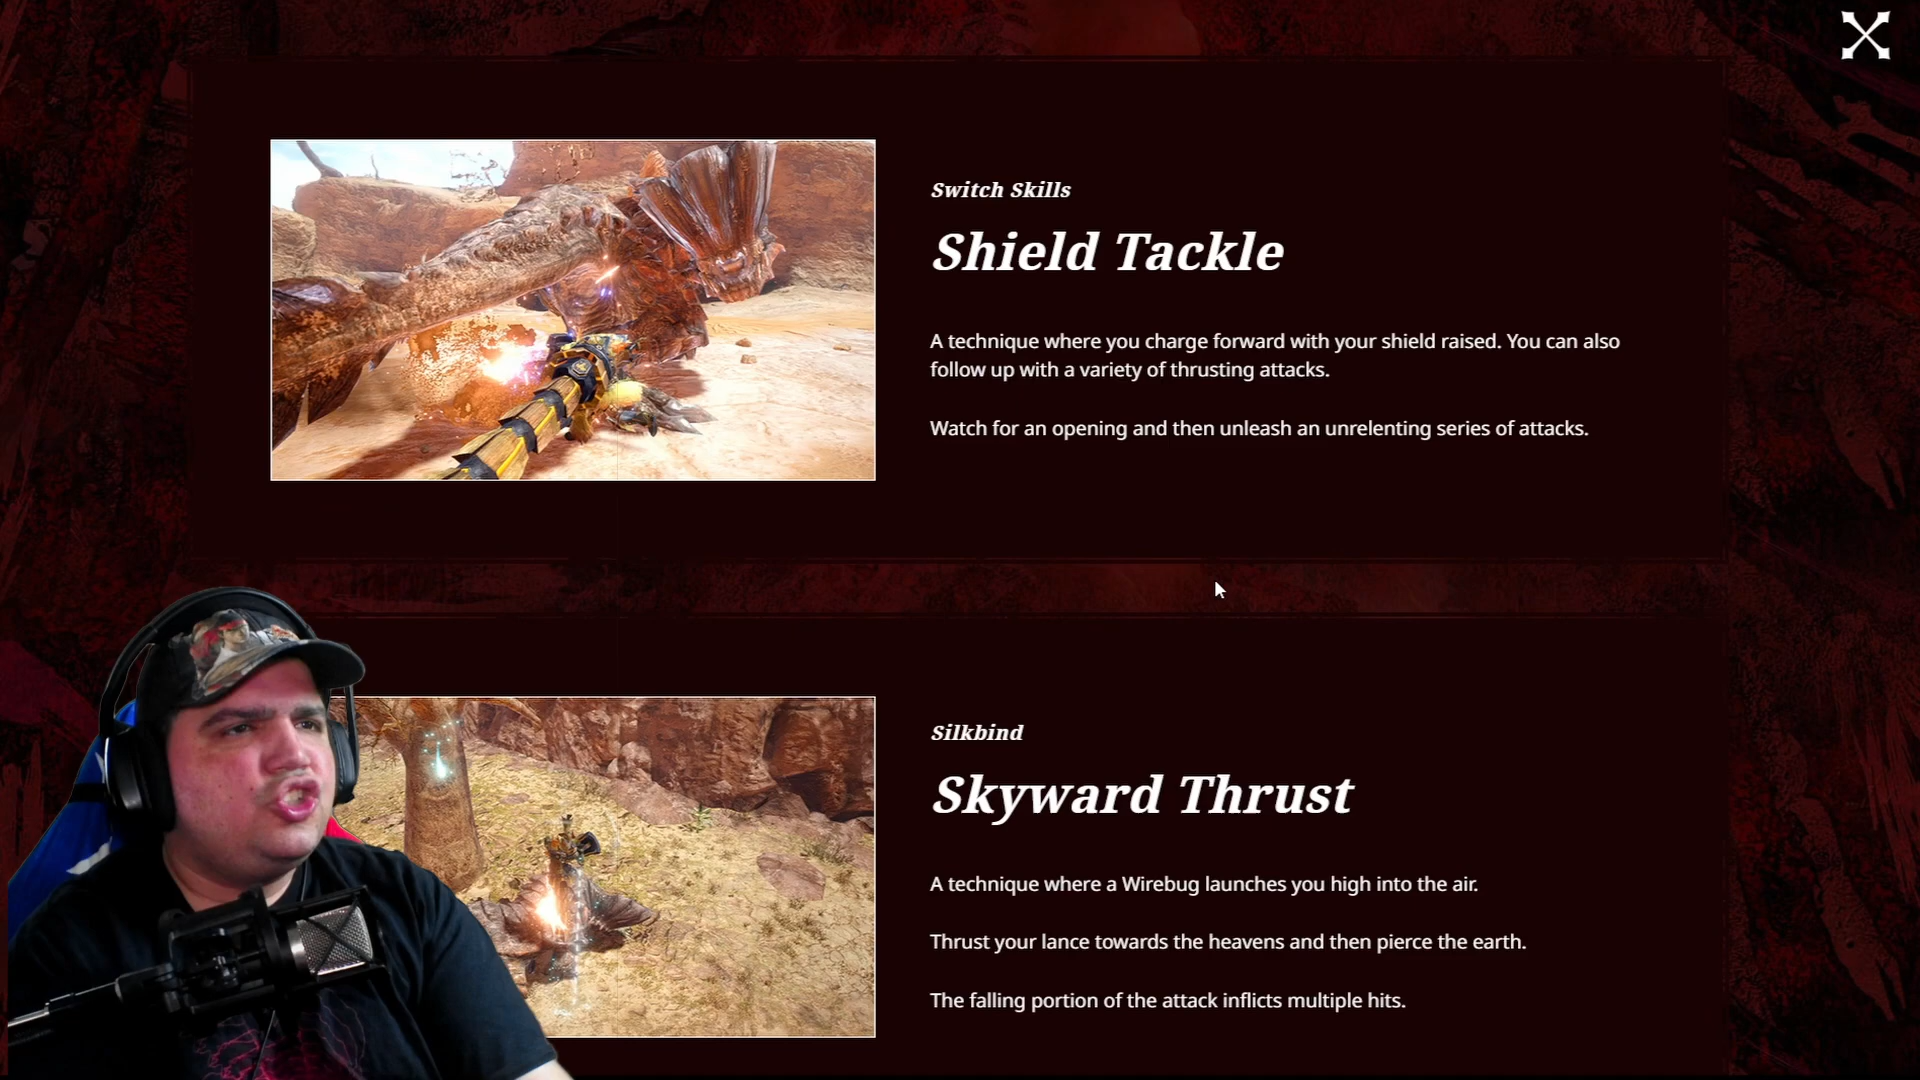 Switch Skills
Shield Tackle
A technique where you charge forward with your shield raised. You can also
follow up with a variety of thrusting attacks.
Watch for an opening and then unleash an unrelenting series of attacks.
Silkbind
Skyward Thrust
A technique where a Wirebug launches you high into the air.
Thrust your lance towards the heavens and then pierce the earth.
The falling portion of the attack inflicts multiple hits.